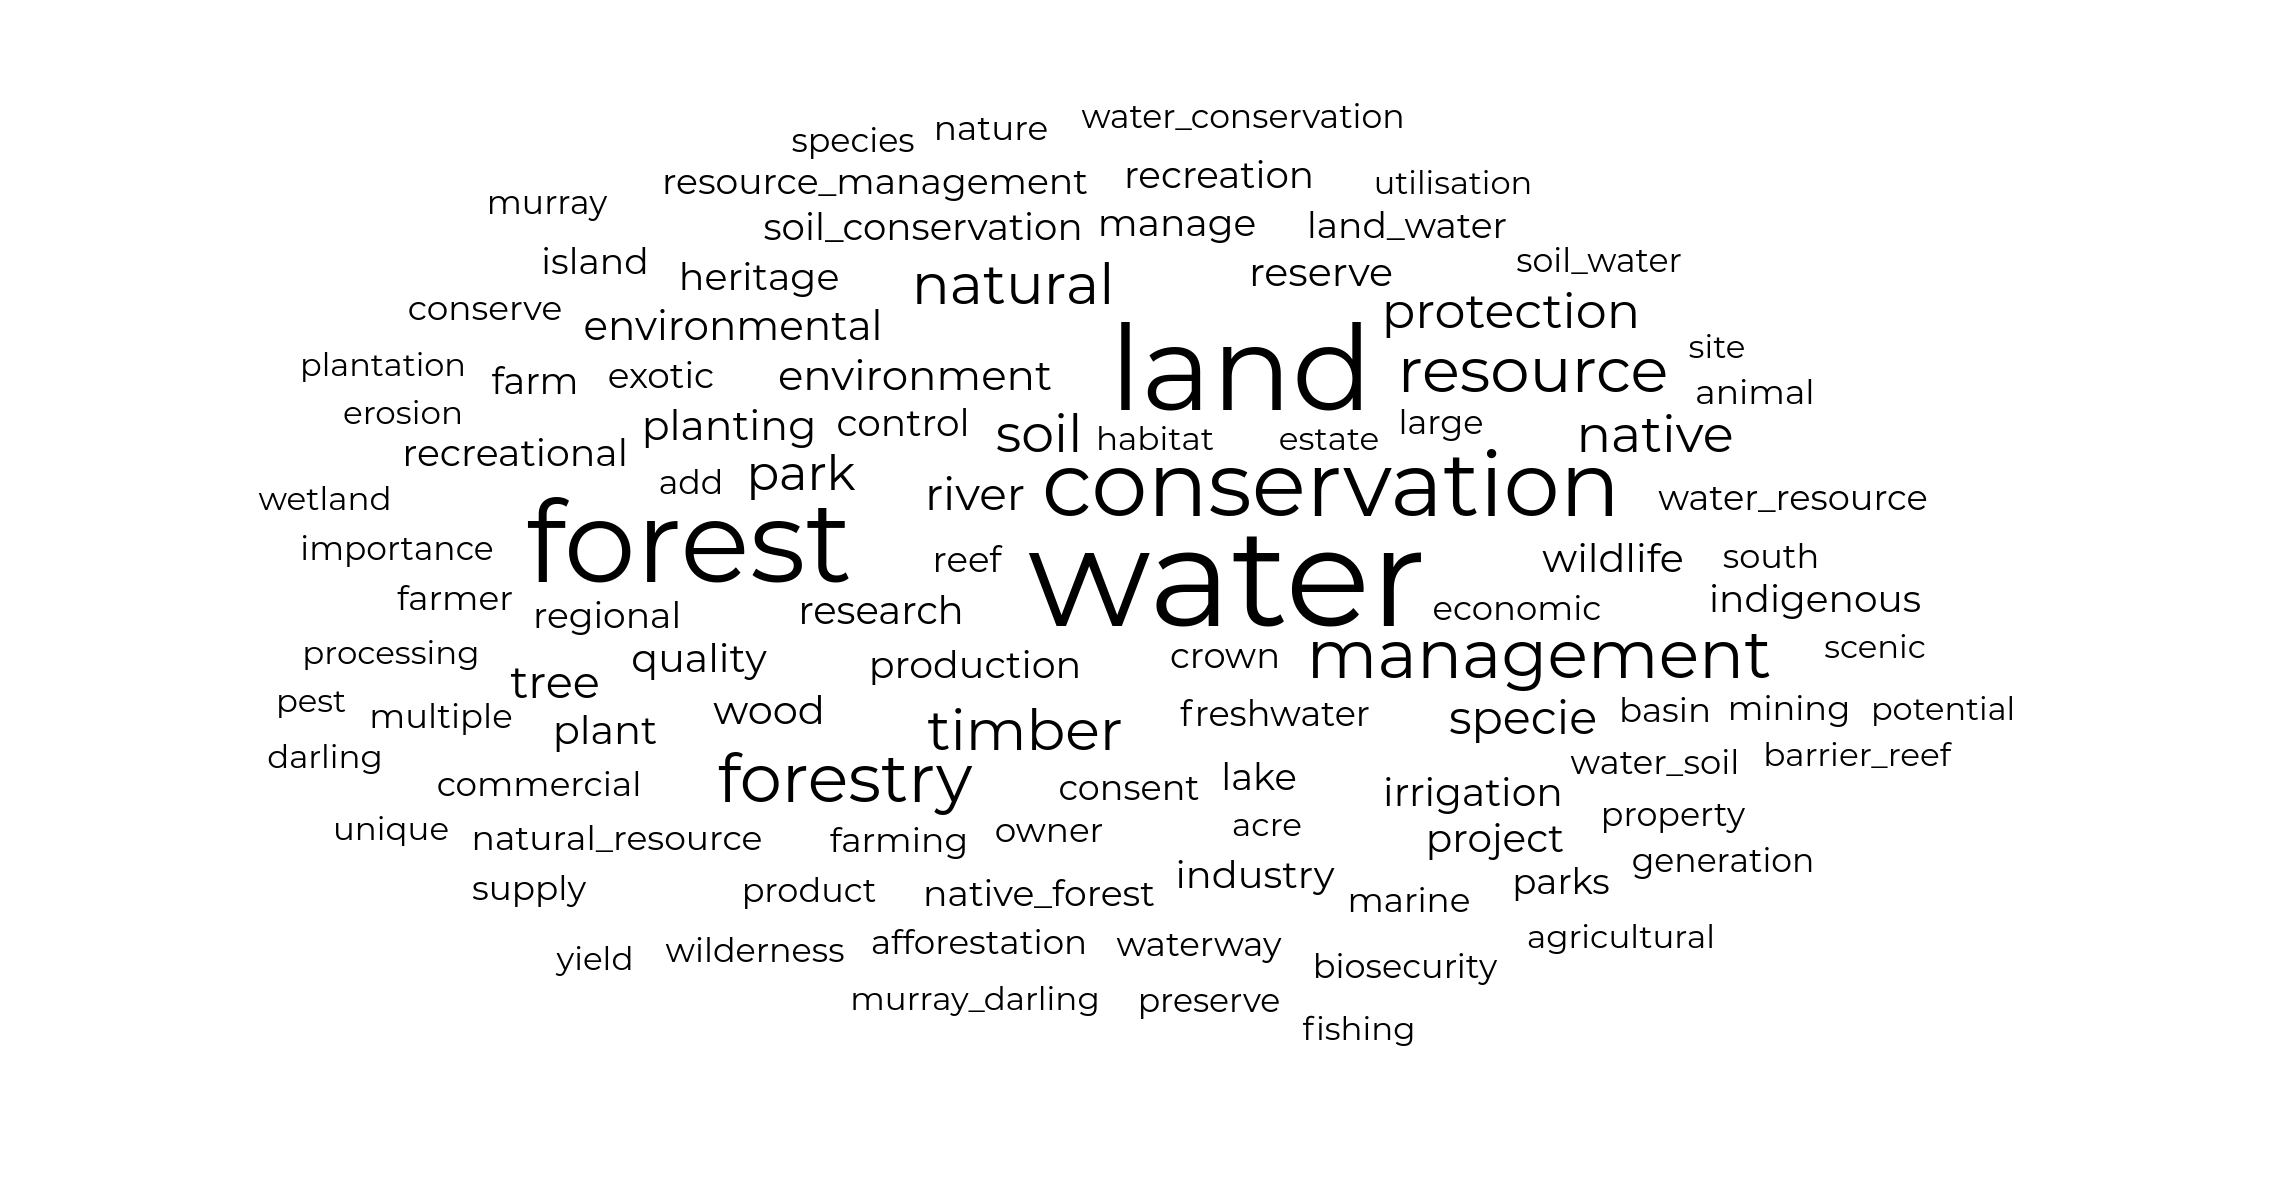 water_conservation
species nature
resource_management recreation utilisation
murray
soil_conservation manage land_water
island heritage natural reserve soil_water
conserve environmental protection
plantation farm exotic environment land resource site
animal
erosion planting control soil habitat estate large native
recreational add park river conservation water_resource
wetland
importance forest reef water wildlife south
farmer regional research economic indigenous
processing quality production crown management scenic
pest tree
multiple plant wood timber freshwater specie basin mining potential
darling commercial forestry consent lake irrigation water_soil barrier_reef
unique natural_resource farming owner acre project property
supply product native_forest industry marine parks generation
yield wilderness afforestation waterway biosecurity agricultural
murray_darling preserve
fishing